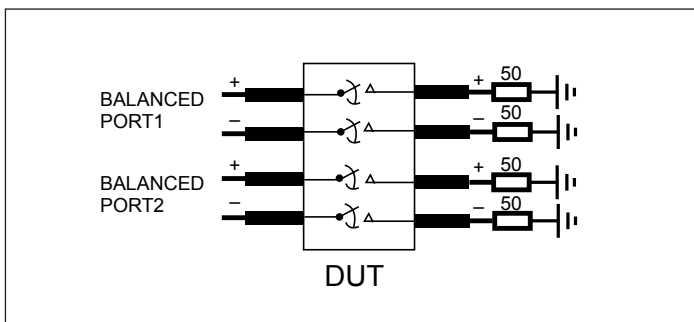 + + 50
BALANCED
PORT1
– – 50
+ + 50
BALANCED
PORT2
– – 50
DUT